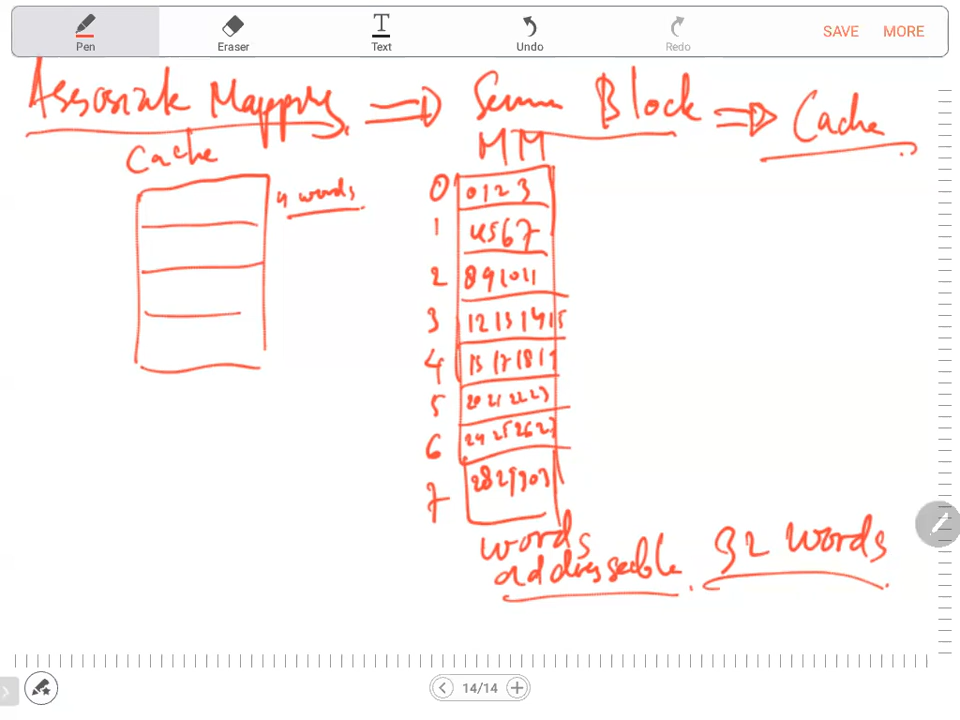 Pen Eraser Text Undo Redo SAVE MORE
Associate Mapping ⇒ Block ⇒ Cache
Cache MM
4 words
0 0 1 2 3
1 4 5 6 7
2 8 9 10 11
3 12 13 14 15
4 17 18
5 20 21 22 23
6 24 25 26 27
7 28 29 30 31
words
addressable. 32 words
14/14